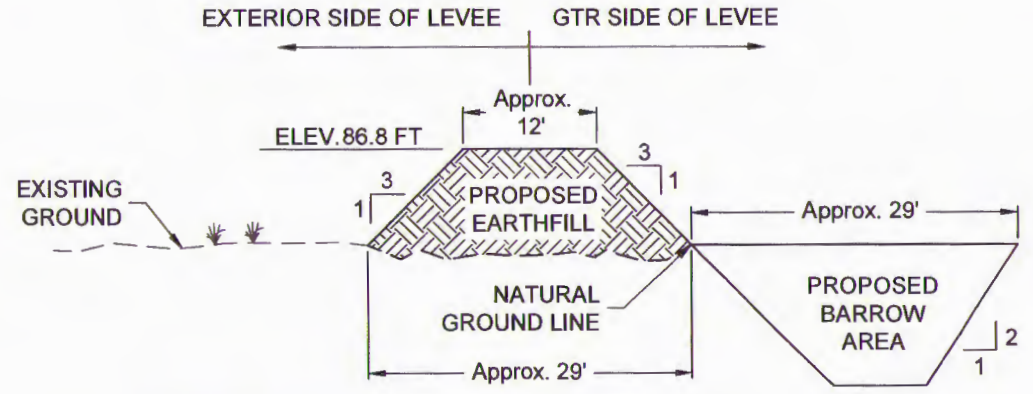 EXTERIOR SIDE OF LEVEE
GTR SIDE OF LEVEE
Approx.
12'
ELEV. 86.8 FT
3
1
3
1
EXISTING
GROUND
PROPOSED
EARTHFILL
Approx. 29'
NATURAL
GROUND LINE
PROPOSED
BARROW
AREA
2
1
Approx. 29'